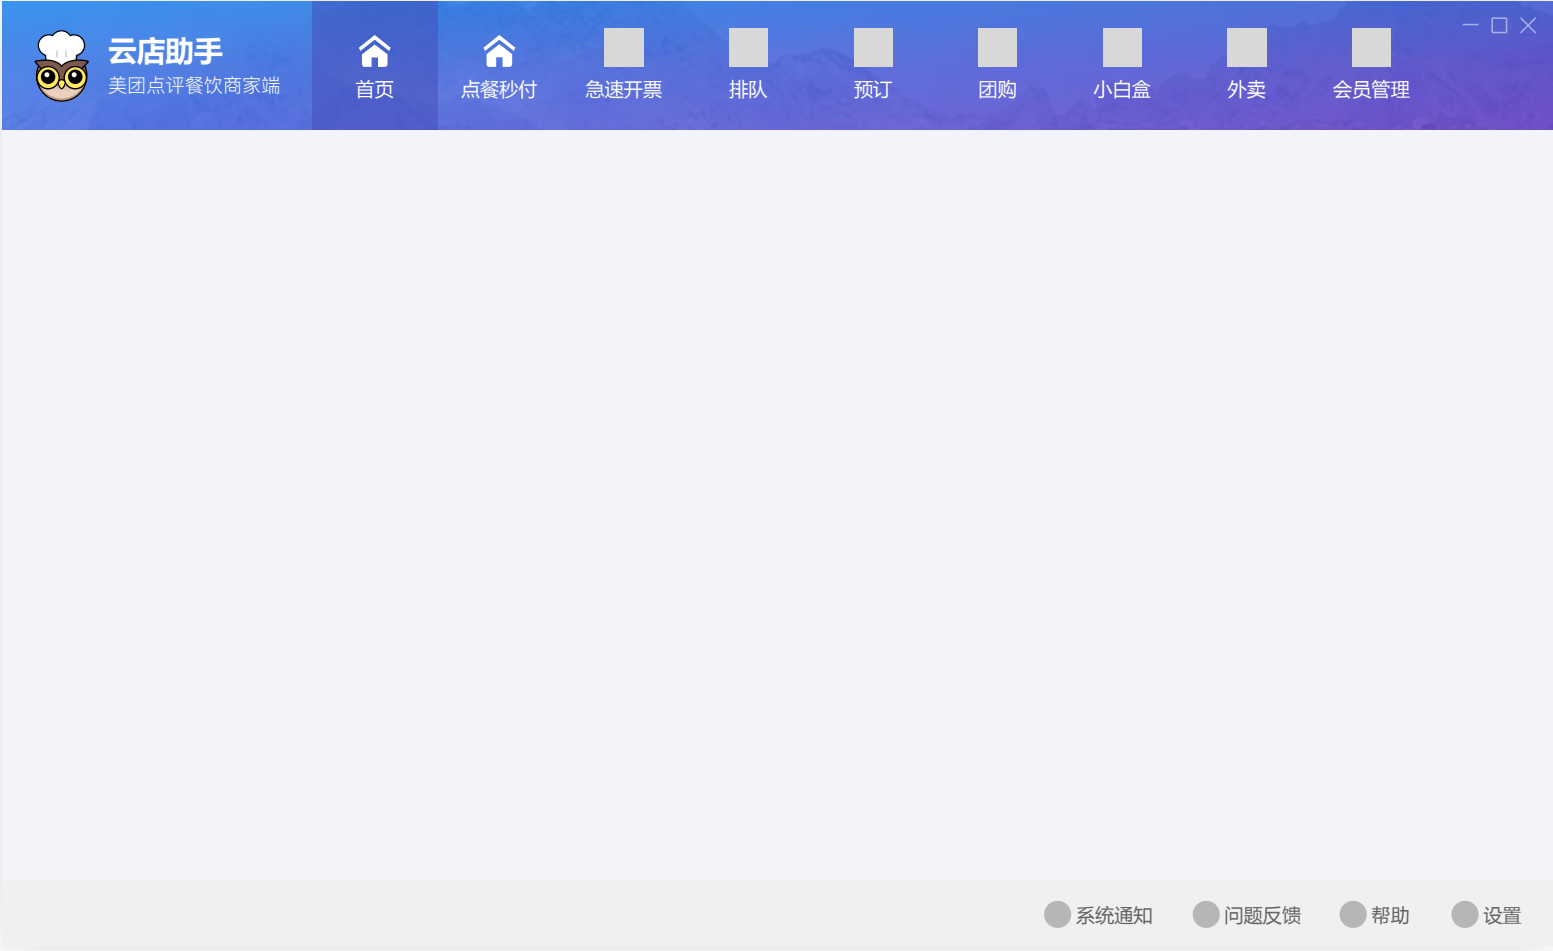 云店助手
美团点评餐饮商家端
首页
点餐秒付
急速开票
排队
预订
团购
小白盒
外卖
会员管理
系统通知
问题反馈
帮助
设置